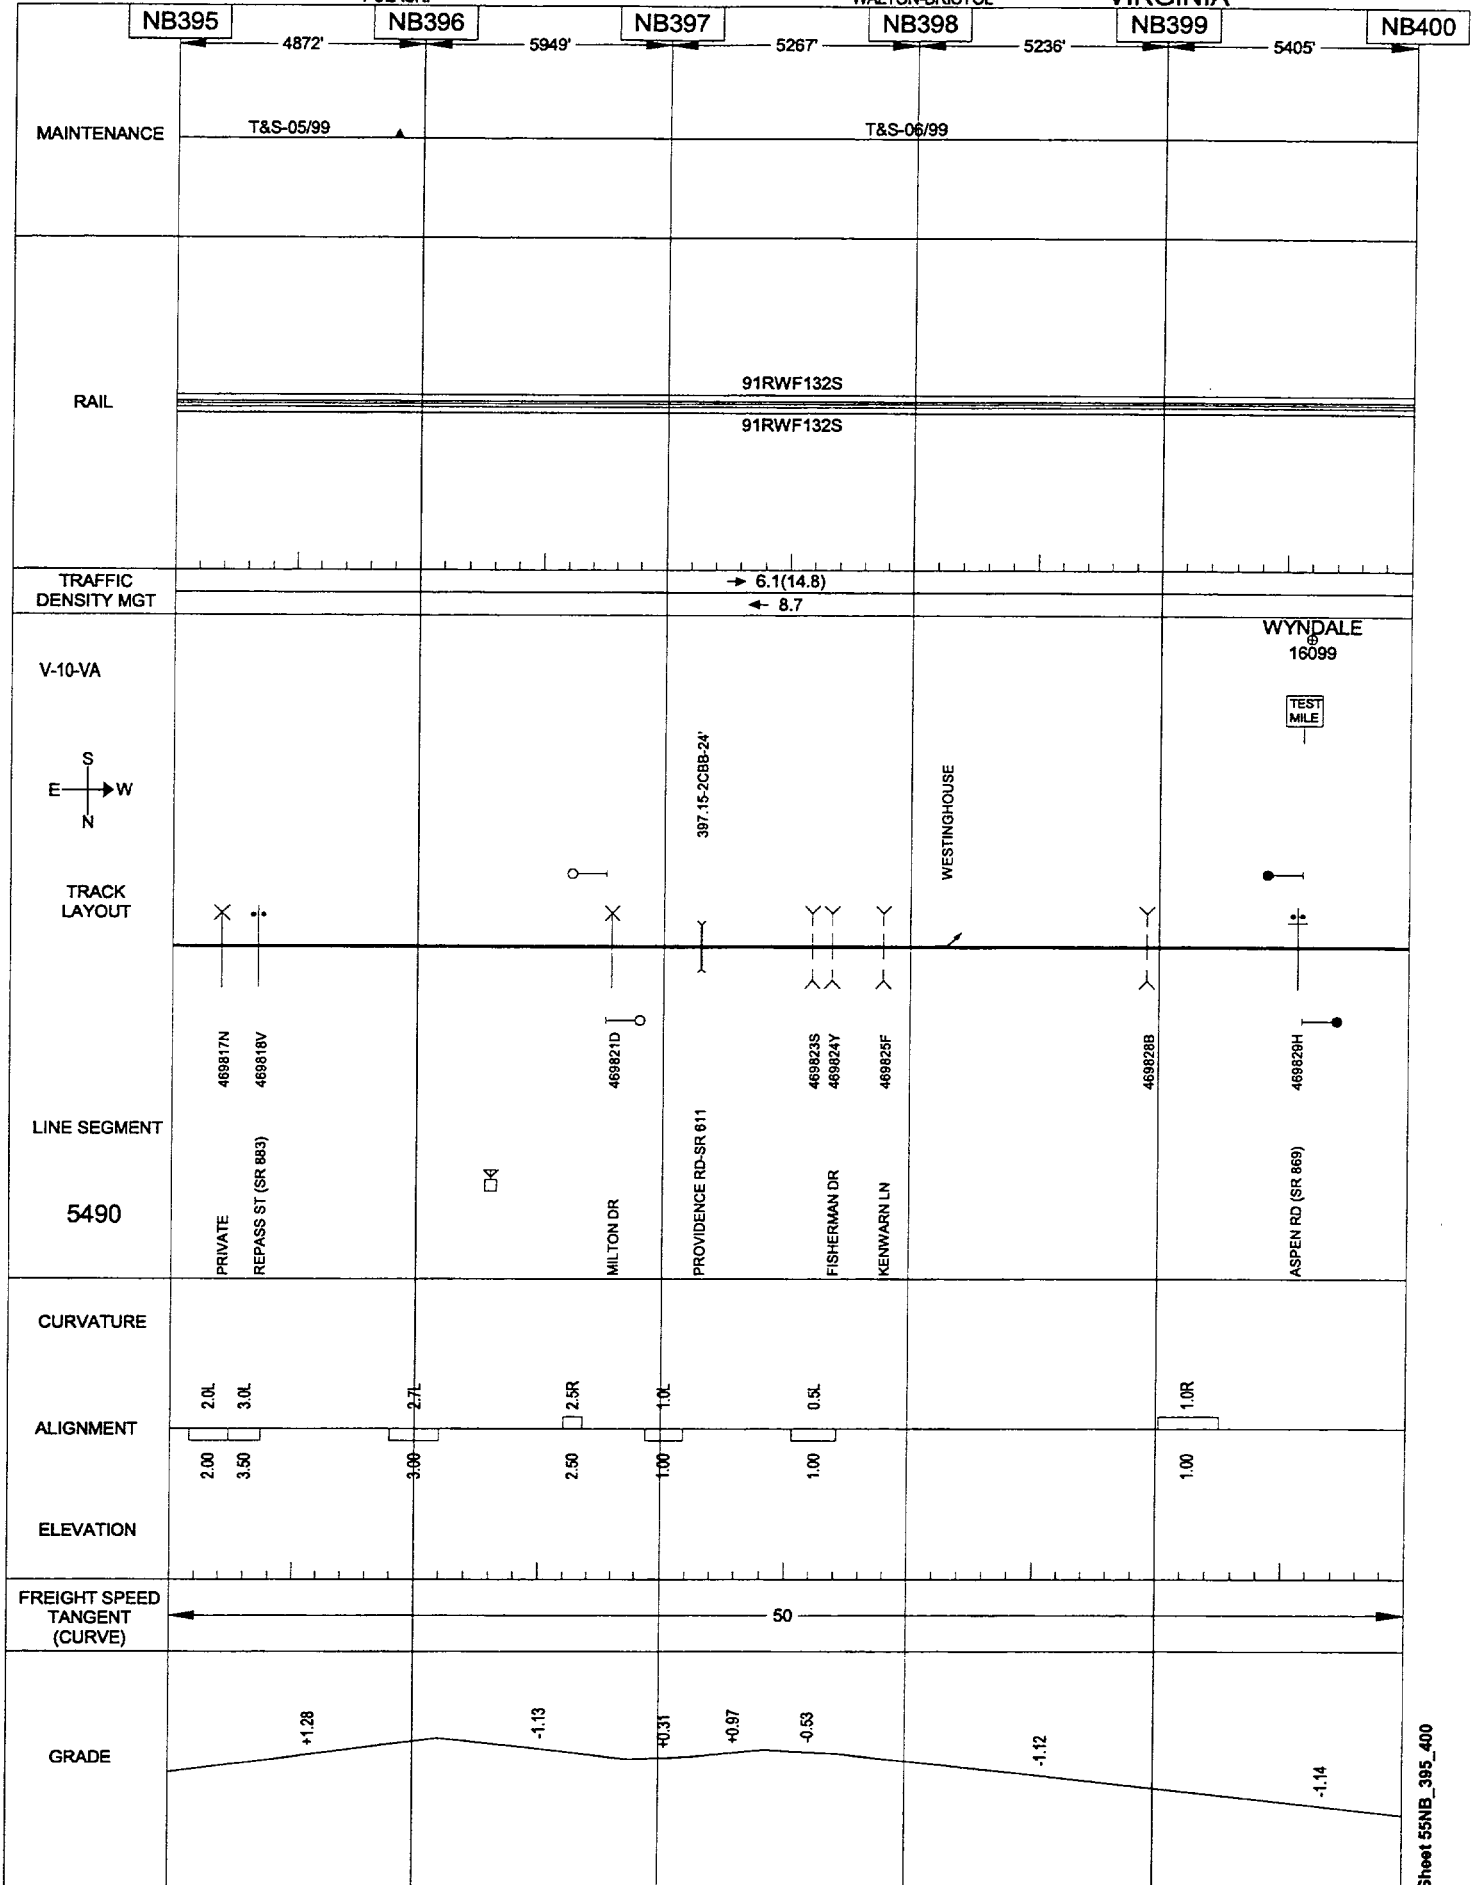 VIRGINIA
NB395 NB396 NB397 NB398 NB399 NB400
4872' 5949' 5267' 5236' 5405'
MAINTENANCE
T&S-05/99 T&S-06/99
RAIL
91RWF132S
91RWF132S
TRAFFIC
DENSITY MGT
6.1(14.8)
8.7
WYNDALE
16099
V-10-VA
TEST
MILE
S
E W
N
397.15-2CBB-24'
WESTINGHOUSE
TRACK
LAYOUT
469817N
469818V
469821D
469823S
469824Y
469825F
469828B
469829H
LINE SEGMENT
5490
PRIVATE
REPASS ST (SR 883)
MILTON DR
PROVIDENCE RD-SR 611
FISHERMAN DR
KENWARN LN
ASPEN RD (SR 869)
CURVATURE
2.0L 3.0L 2.7L 2.5R 1.0L 0.5L 1.0R
ALIGNMENT
2.00 3.50 3.00 2.50 1.00 1.00 1.00
ELEVATION
FREIGHT SPEED
TANGENT
(CURVE)
50
GRADE
+1.28 -1.13 +0.31 +0.97 -0.53 -1.12 -1.14
Sheet 55NB_395_400